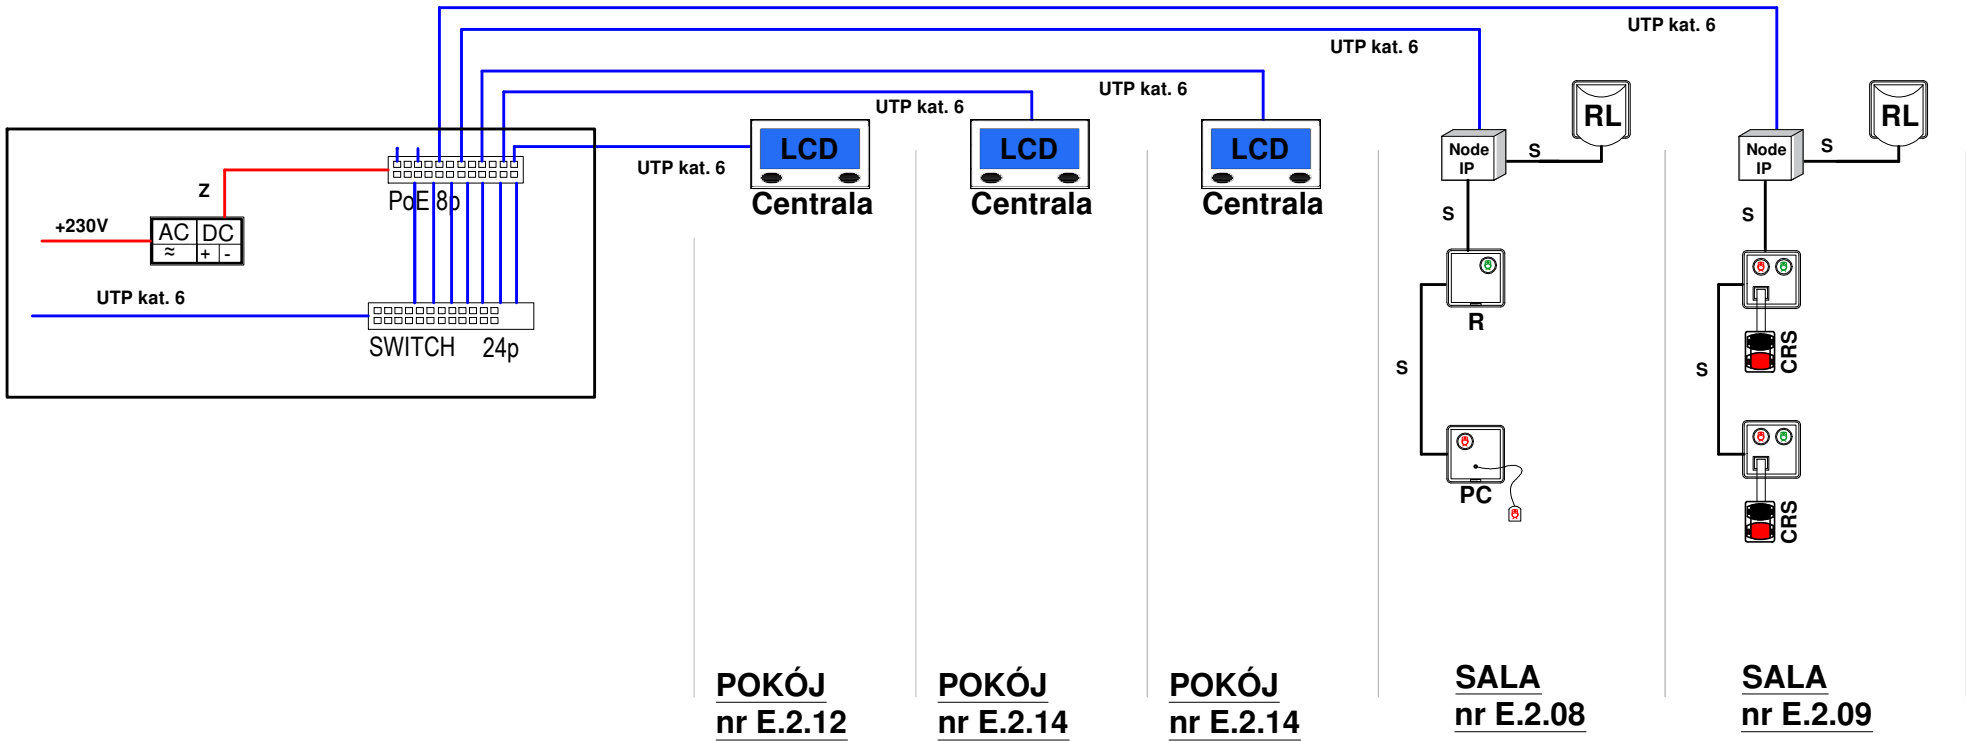 UTP kat. 6
UTP kat. 6
UTP kat. 6
UTP kat. 6
UTP kat. 6
Z
+230V
AC DC
≈ + -
UTP kat. 6
PoE 8p
SWITCH 24p
LCD
Centrala
LCD
Centrala
LCD
Centrala
Node
IP
S
RL
S
R
S
PC
Node
IP
S
RL
S
CRS
S
CRS
POKÓJ
nr E.2.12
POKÓJ
nr E.2.14
POKÓJ
nr E.2.14
SALA
nr E.2.08
SALA
nr E.2.09